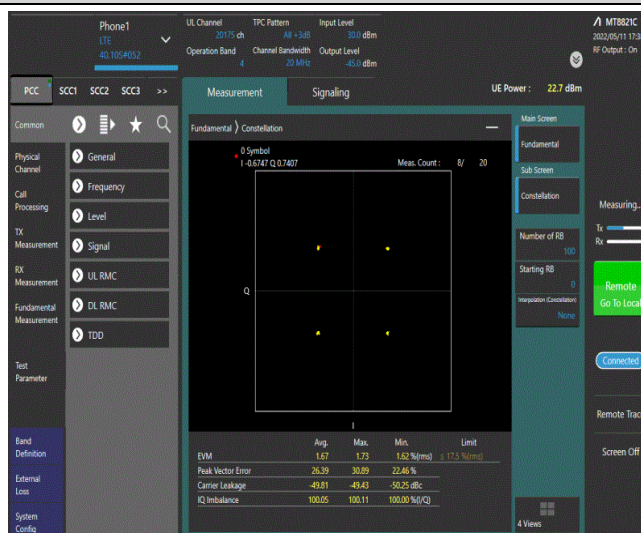 Phone1
LTE
40.10S#052
UL Channel
20175 ch
TPC Pattern
All +3dB
Input Level
30.0 dBm
Operation Band
4
Channel Bandwidth
20 MHz
Output Level
-45.0 dBm
MT8821C
2022/05/11 17:3
RF Output : On
PCC SCC1 SCC2 SCC3 >>
Measurement
Signaling
UE Power : 22.7 dBm
Common
Physical
Channel
Call
Processing
TX
Measurement
RX
Measurement
Fundamental
Measurement
Test
Parameter
Band
Definition
External
Loss
System
Config
General
Frequency
Level
Signal
UL RMC
DL RMC
TDD
Fundamental > Constellation
0 Symbol
I -0.6747 Q 0.7407
Meas. Count : 8/ 20
Q
I
Avg. Max. Min. Limit
EVM 1.67 1.73 1.62 %(rms) ≤ 17.5 %(rms)
Peak Vector Error 26.39 30.89 22.46 %
Carrier Leakage -49.81 -49.43 -50.25 dBc
IQ Imbalance 100.05 100.11 100.00 %(I/Q)
Main Screen
Fundamental
Sub Screen
Constellation
Number of RB
100
Starting RB
0
Interpolation (Constellation)
None
4 Views
Measuring...
Tx
Rx
Remote
Go To Local
Connected
Remote Trac
Screen Off